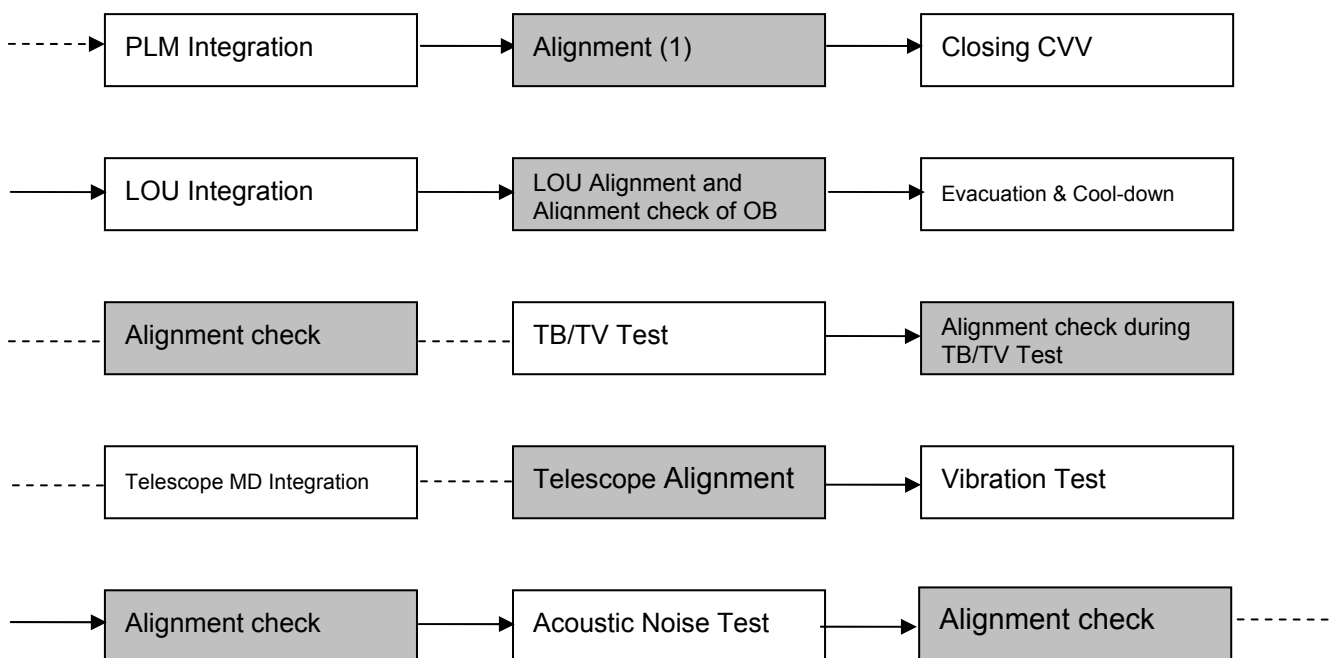 PLM Integration
Alignment (1)
Closing CVV
LOU Integration
LOU Alignment and
Alignment check of OB
Evacuation & Cool-down
Alignment check
TB/TV Test
Alignment check during
TB/TV Test
Telescope MD Integration
Telescope Alignment
Vibration Test
Alignment check
Acoustic Noise Test
Alignment check